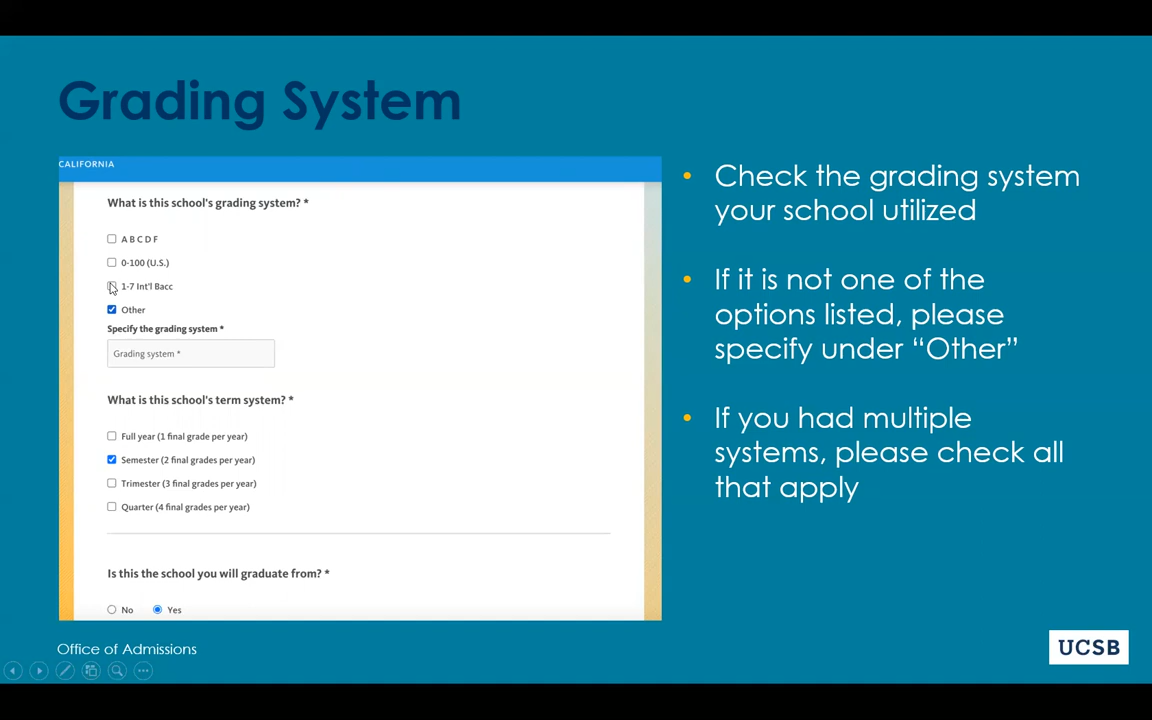 Grading System
CALIFORNIA
What is this school's grading system? *
A B C D F
0-100 (U.S.)
1-7 Int'l Bacc
Other
Specify the grading system *
Grading system *
What is this school's term system? *
Full year (1 final grade per year)
Semester (2 final grades per year)
Trimester (3 final grades per year)
Quarter (4 final grades per year)
Is this the school you will graduate from? *
No Yes
• Check the grading system
your school utilized
• If it is not one of the
options listed, please
specify under “Other”
• If you had multiple
systems, please check all
that apply
Office of Admissions
UCSB